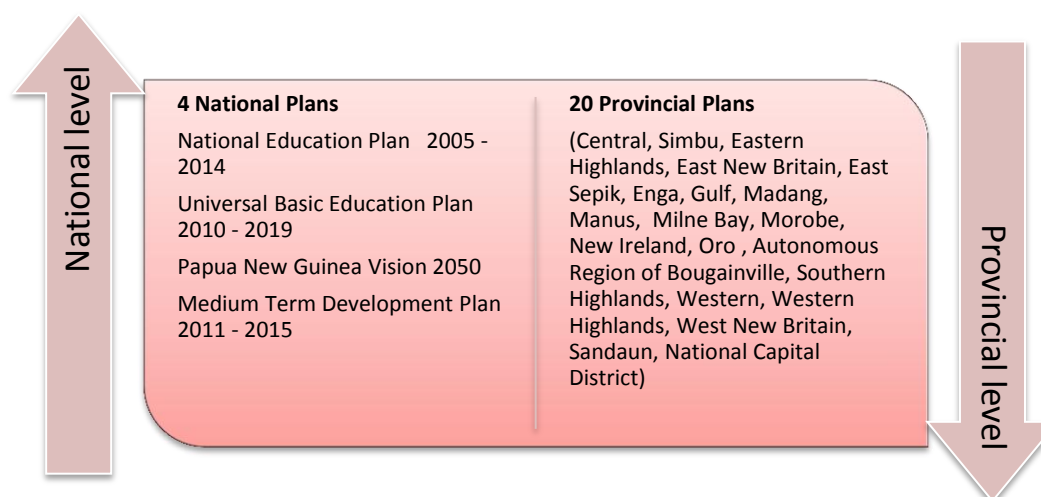 National level
4 National Plans
National Education Plan   2005 -
2014
Universal Basic Education Plan
2010 - 2019
Papua New Guinea Vision 2050
Medium Term Development Plan
2011 - 2015
20 Provincial Plans
(Central, Simbu, Eastern
Highlands, East New Britain, East
Sepik, Enga, Gulf, Madang,
Manus,  Milne Bay, Morobe,
New Ireland, Oro , Autonomous
Region of Bougainville, Southern
Highlands, Western, Western
Highlands, West New Britain,
Sandaun, National Capital
District)
Provincial level